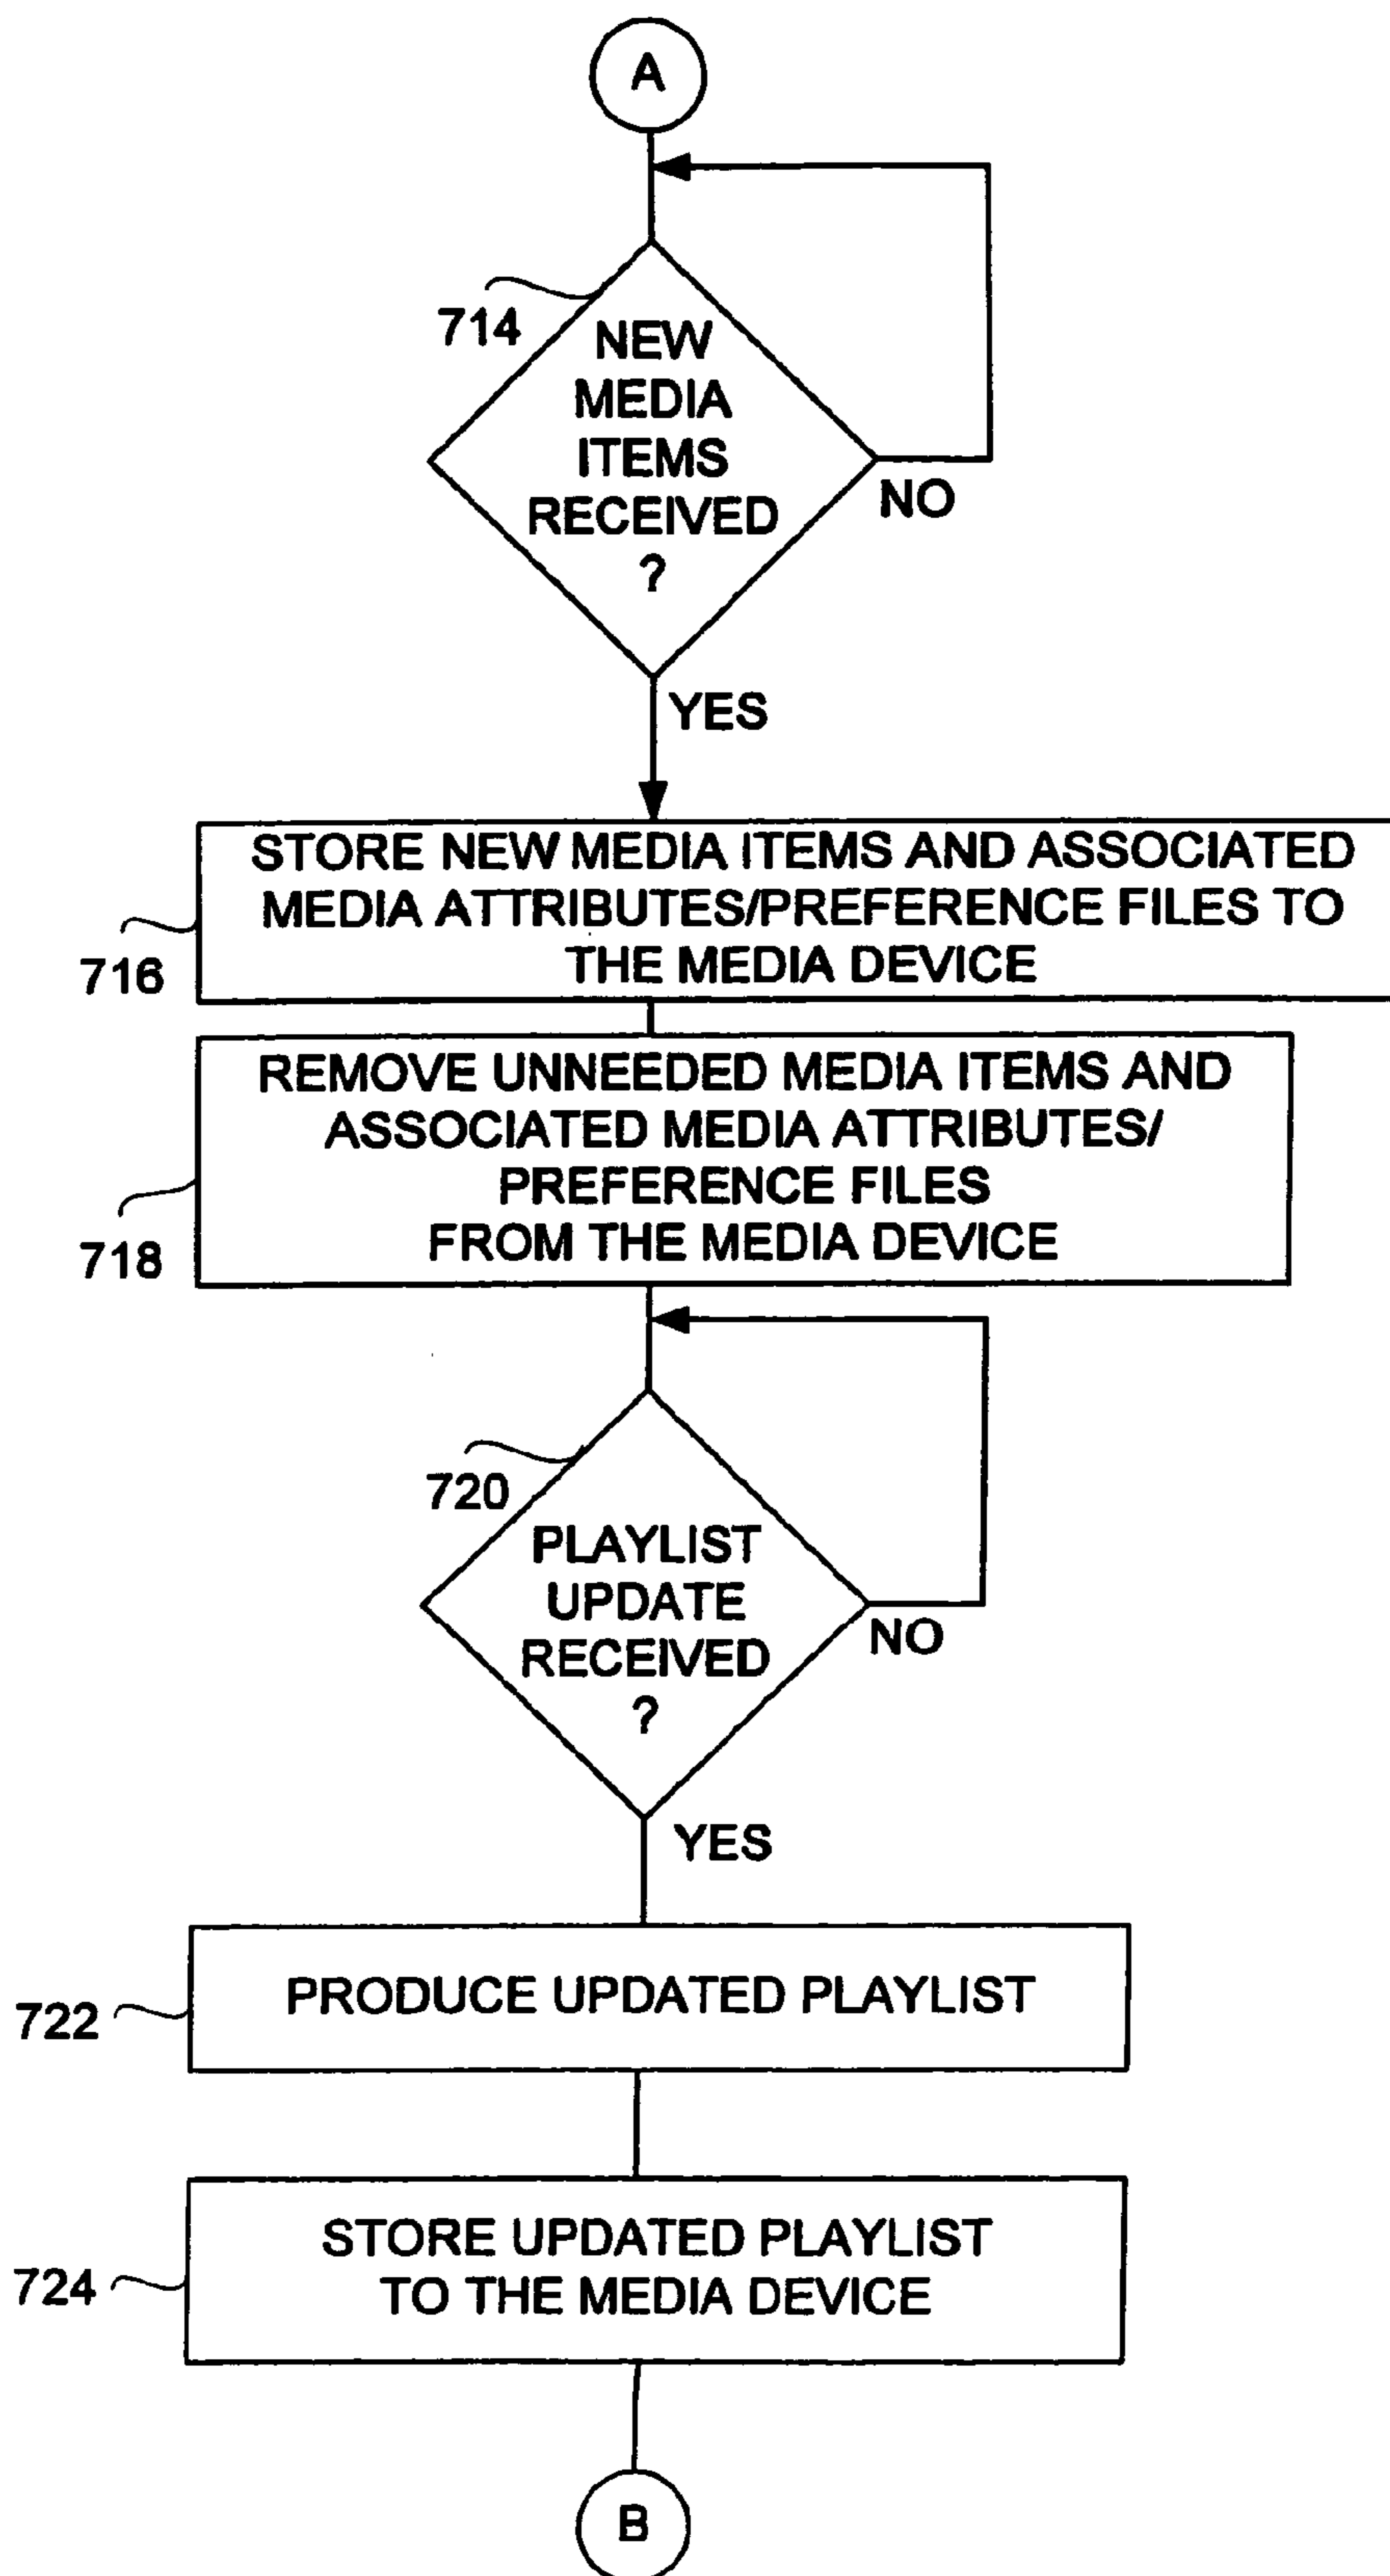 A
714
NEW
MEDIA
ITEMS
RECEIVED
?
NO
YES
STORE NEW MEDIA ITEMS AND ASSOCIATED
MEDIA ATTRIBUTES/PREFERENCE FILES TO
THE MEDIA DEVICE
716
REMOVE UNNEEDED MEDIA ITEMS AND
ASSOCIATED MEDIA ATTRIBUTES/
PREFERENCE FILES
FROM THE MEDIA DEVICE
718
720
PLAYLIST
UPDATE
RECEIVED
?
NO
YES
PRODUCE UPDATED PLAYLIST
722
STORE UPDATED PLAYLIST
TO THE MEDIA DEVICE
724
B